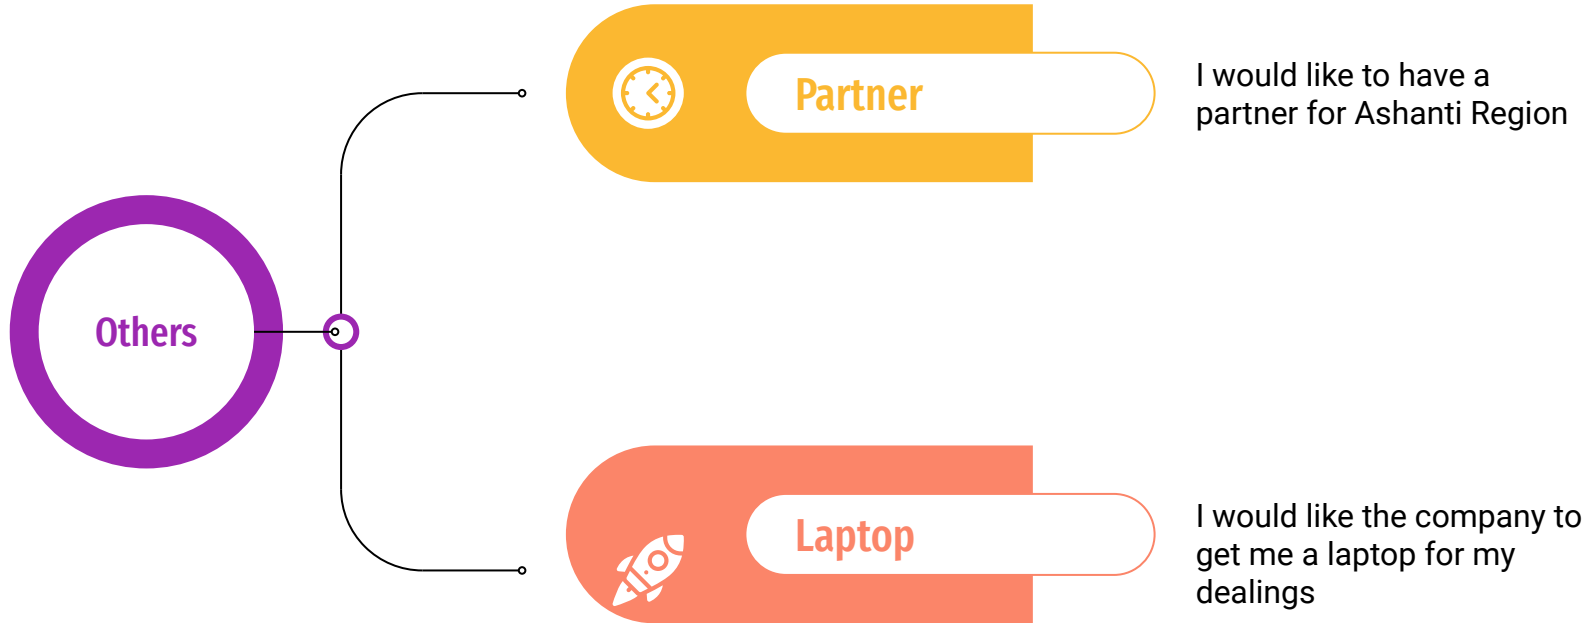 Others
Partner
I would like to have a
partner for Ashanti Region
Laptop
I would like the company to
get me a laptop for my
dealings